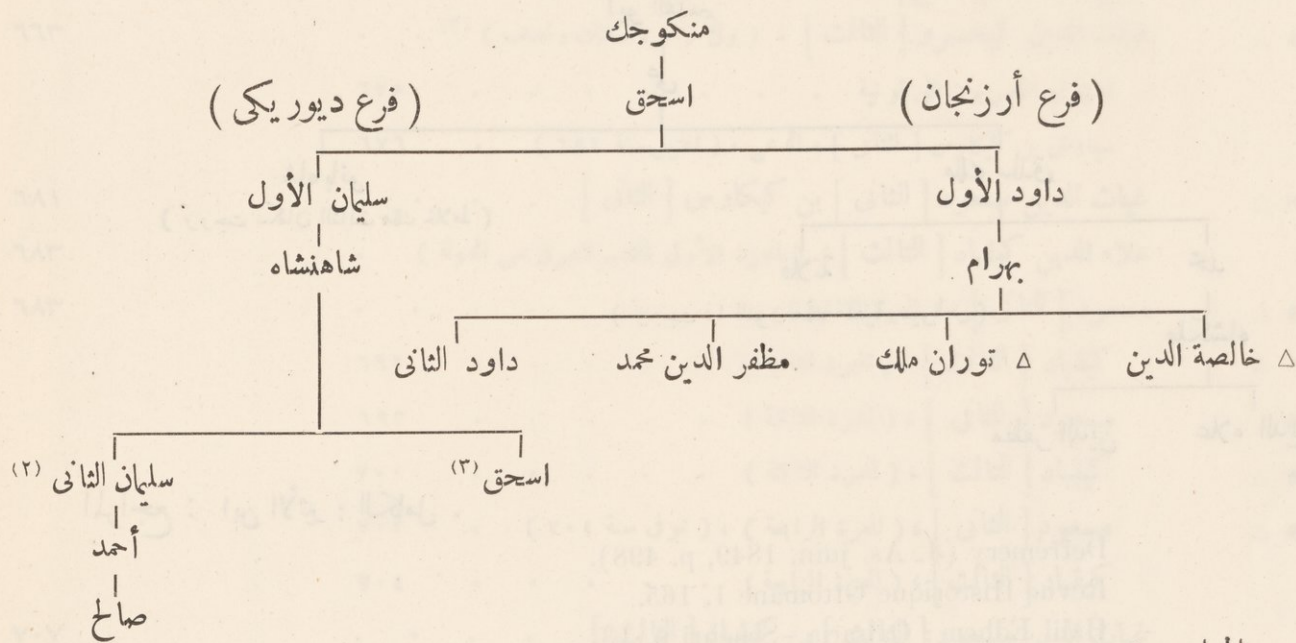 منكوجك
( فرع أرزنجان ) اسحق ( فرع ديوريكى )
داود الأول سليمان الأول
بهرام شاهنشاه
△ خالصة الدين △ توران ملك مظفر الدين محمد داود الثانى
اسحق (٣) سليمان الثانى (٢)
أحمد
صالح